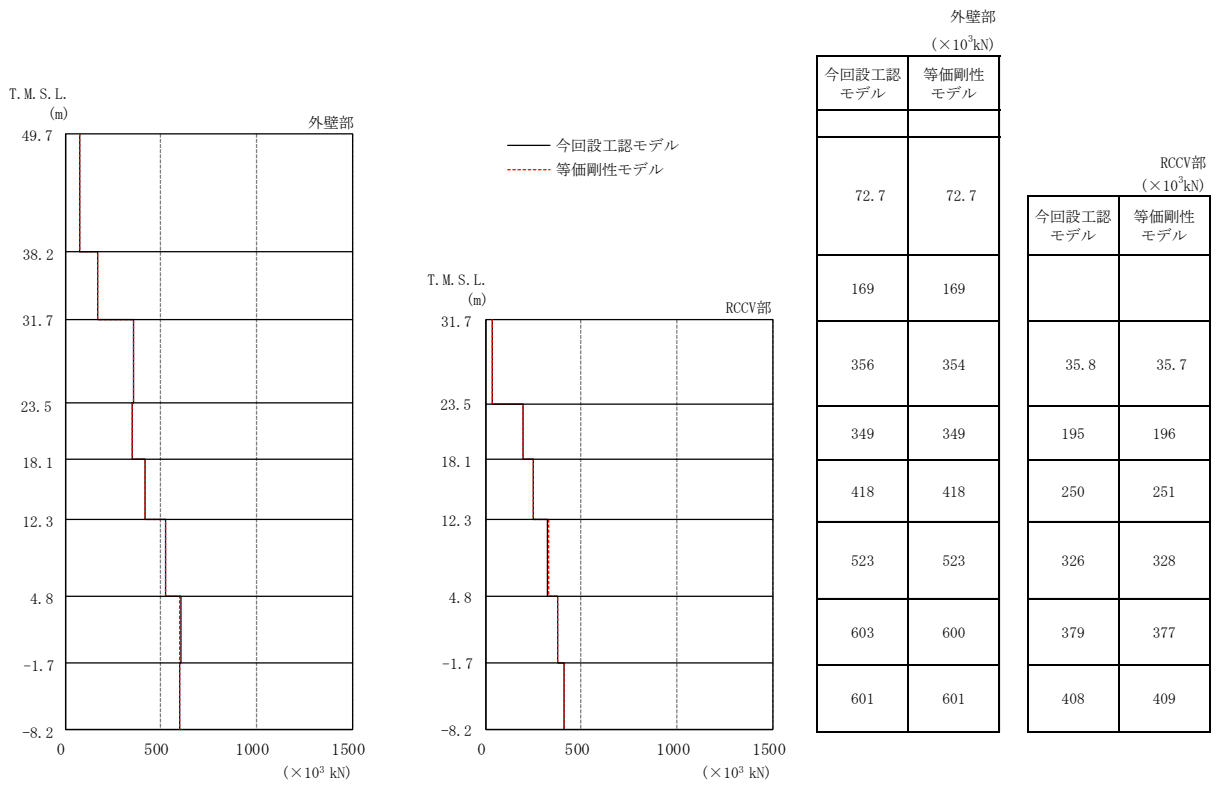 T.M.S.L.
(m)
外壁部
49.7
38.2
31.7
23.5
18.1
12.3
4.8
-1.7
-8.2
0 500 1000 1500
(×10³ kN)
今回設工認モデル
等価剛性モデル
T.M.S.L.
(m)
RCCV部
31.7
23.5
18.1
12.3
4.8
-1.7
-8.2
0 500 1000 1500
(×10³ kN)
外壁部
(×10³kN)
今回設工認
モデル
等価剛性
モデル
72.7 72.7
169 169
356 354
349 349
418 418
523 523
603 600
601 601
RCCV部
(×10³kN)
今回設工認
モデル
等価剛性
モデル
35.8 35.7
195 196
250 251
326 328
379 377
408 409